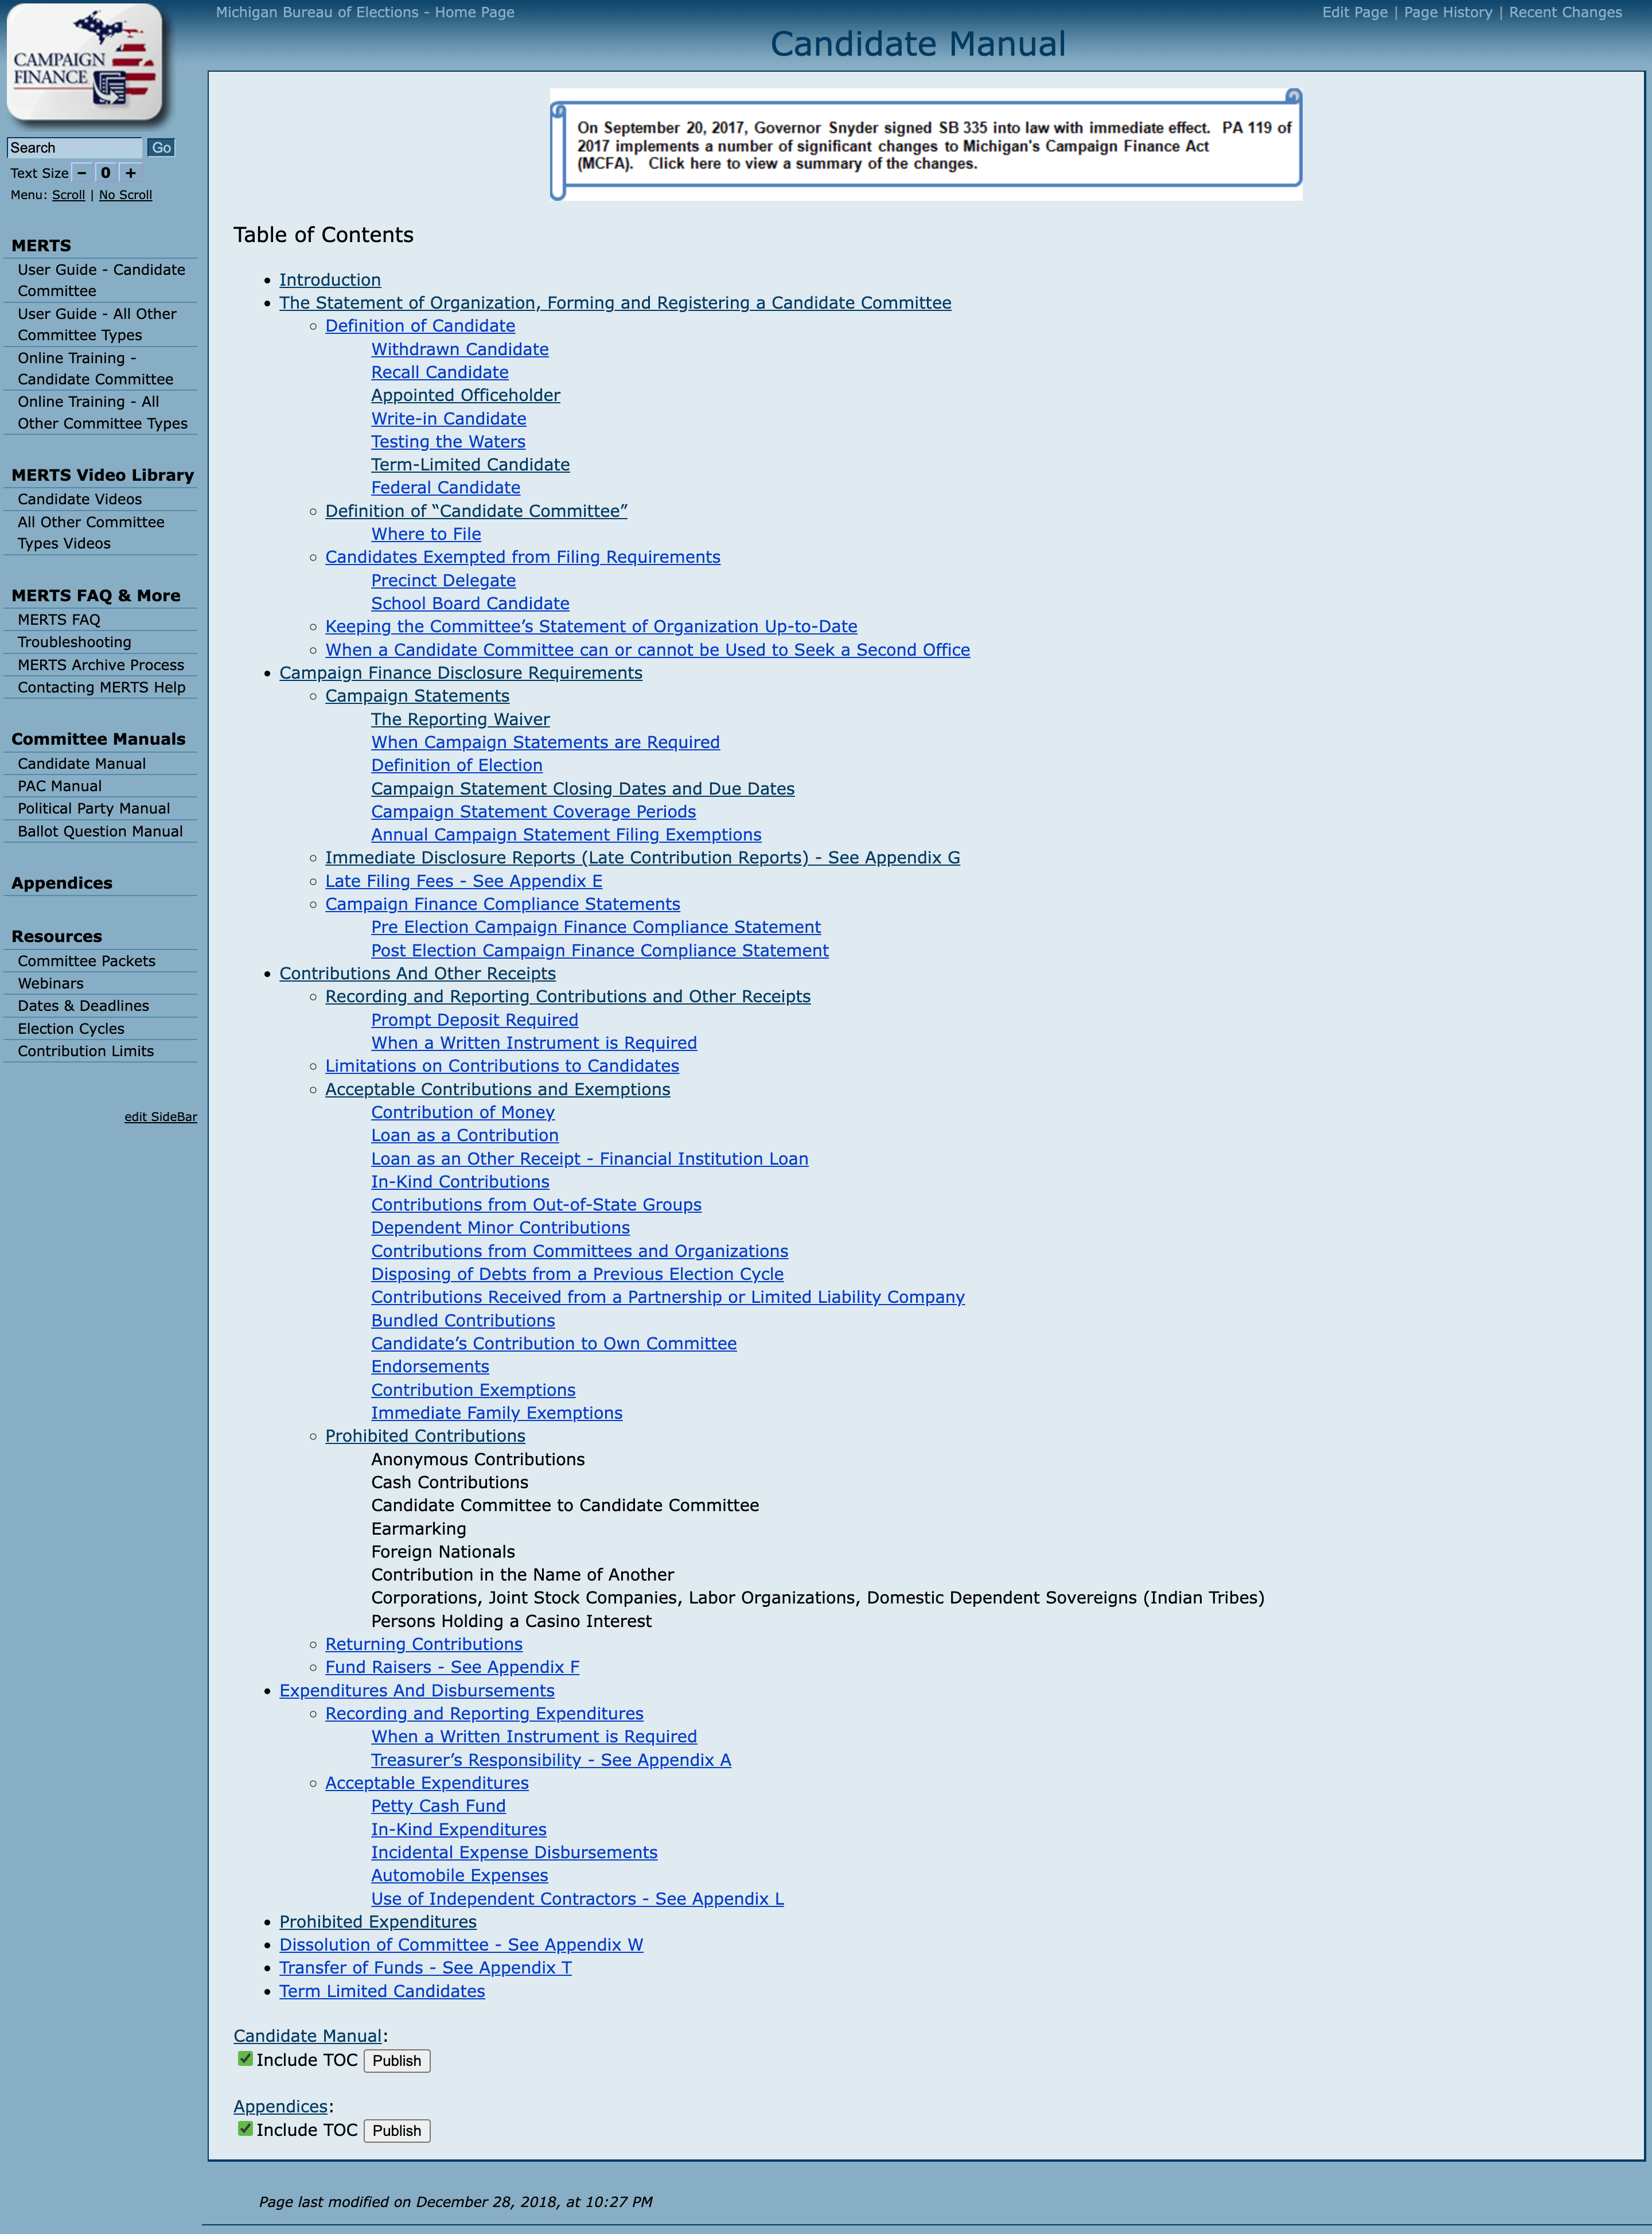 Michigan Bureau of Elections - Home Page
Edit Page | Page History | Recent Changes
CAMPAIGN
FINANCE
Candidate Manual
Search Go
Text Size − 0 +
Menu: Scroll | No Scroll
MERTS
User Guide - Candidate
Committee
User Guide - All Other
Committee Types
Online Training -
Candidate Committee
Online Training - All
Other Committee Types
MERTS Video Library
Candidate Videos
All Other Committee
Types Videos
MERTS FAQ & More
MERTS FAQ
Troubleshooting
MERTS Archive Process
Contacting MERTS Help
Committee Manuals
Candidate Manual
PAC Manual
Political Party Manual
Ballot Question Manual
Appendices
Resources
Committee Packets
Webinars
Dates & Deadlines
Election Cycles
Contribution Limits
edit SideBar
On September 20, 2017, Governor Snyder signed SB 335 into law with immediate effect. PA 119 of
2017 implements a number of significant changes to Michigan's Campaign Finance Act
(MCFA). Click here to view a summary of the changes.
Table of Contents
Introduction
The Statement of Organization, Forming and Registering a Candidate Committee
Definition of Candidate
Withdrawn Candidate
Recall Candidate
Appointed Officeholder
Write-in Candidate
Testing the Waters
Term-Limited Candidate
Federal Candidate
Definition of “Candidate Committee”
Where to File
Candidates Exempted from Filing Requirements
Precinct Delegate
School Board Candidate
Keeping the Committee’s Statement of Organization Up-to-Date
When a Candidate Committee can or cannot be Used to Seek a Second Office
Campaign Finance Disclosure Requirements
Campaign Statements
The Reporting Waiver
When Campaign Statements are Required
Definition of Election
Campaign Statement Closing Dates and Due Dates
Campaign Statement Coverage Periods
Annual Campaign Statement Filing Exemptions
Immediate Disclosure Reports (Late Contribution Reports) - See Appendix G
Late Filing Fees - See Appendix E
Campaign Finance Compliance Statements
Pre Election Campaign Finance Compliance Statement
Post Election Campaign Finance Compliance Statement
Contributions And Other Receipts
Recording and Reporting Contributions and Other Receipts
Prompt Deposit Required
When a Written Instrument is Required
Limitations on Contributions to Candidates
Acceptable Contributions and Exemptions
Contribution of Money
Loan as a Contribution
Loan as an Other Receipt - Financial Institution Loan
In-Kind Contributions
Contributions from Out-of-State Groups
Dependent Minor Contributions
Contributions from Committees and Organizations
Disposing of Debts from a Previous Election Cycle
Contributions Received from a Partnership or Limited Liability Company
Bundled Contributions
Candidate’s Contribution to Own Committee
Endorsements
Contribution Exemptions
Immediate Family Exemptions
Prohibited Contributions
Anonymous Contributions
Cash Contributions
Candidate Committee to Candidate Committee
Earmarking
Foreign Nationals
Contribution in the Name of Another
Corporations, Joint Stock Companies, Labor Organizations, Domestic Dependent Sovereigns (Indian Tribes)
Persons Holding a Casino Interest
Returning Contributions
Fund Raisers - See Appendix F
Expenditures And Disbursements
Recording and Reporting Expenditures
When a Written Instrument is Required
Treasurer’s Responsibility - See Appendix A
Acceptable Expenditures
Petty Cash Fund
In-Kind Expenditures
Incidental Expense Disbursements
Automobile Expenses
Use of Independent Contractors - See Appendix L
Prohibited Expenditures
Dissolution of Committee - See Appendix W
Transfer of Funds - See Appendix T
Term Limited Candidates
Candidate Manual:
Include TOC Publish
Appendices:
Include TOC Publish
Page last modified on December 28, 2018, at 10:27 PM